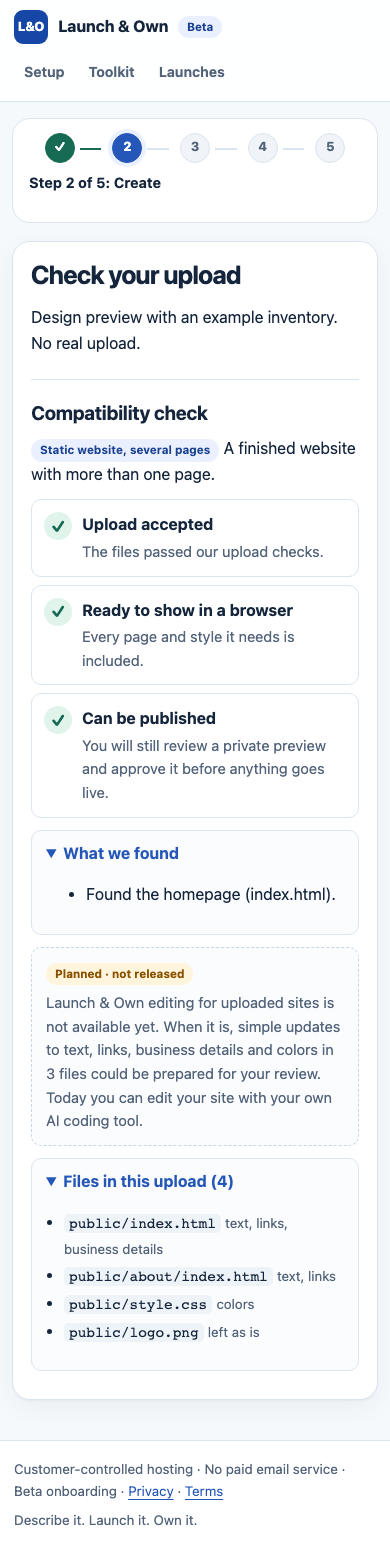 L&O Launch & Own Beta
Setup Toolkit Launches
2 3 4 5
Step 2 of 5: Create
Check your upload
Design preview with an example inventory.
No real upload.
Compatibility check
Static website, several pages A finished website
with more than one page.
Upload accepted
The files passed our upload checks.
Ready to show in a browser
Every page and style it needs is
included.
Can be published
You will still review a private preview
and approve it before anything goes
live.
▼ What we found
• Found the homepage (index.html).
Planned · not released
Launch & Own editing for uploaded sites is
not available yet. When it is, simple updates
to text, links, business details and colors in
3 files could be prepared for your review.
Today you can edit your site with your own
AI coding tool.
▼ Files in this upload (4)
• public/index.html text, links,
business details
• public/about/index.html text, links
• public/style.css colors
• public/logo.png left as is
Customer-controlled hosting · No paid email service ·
Beta onboarding · Privacy · Terms
Describe it. Launch it. Own it.